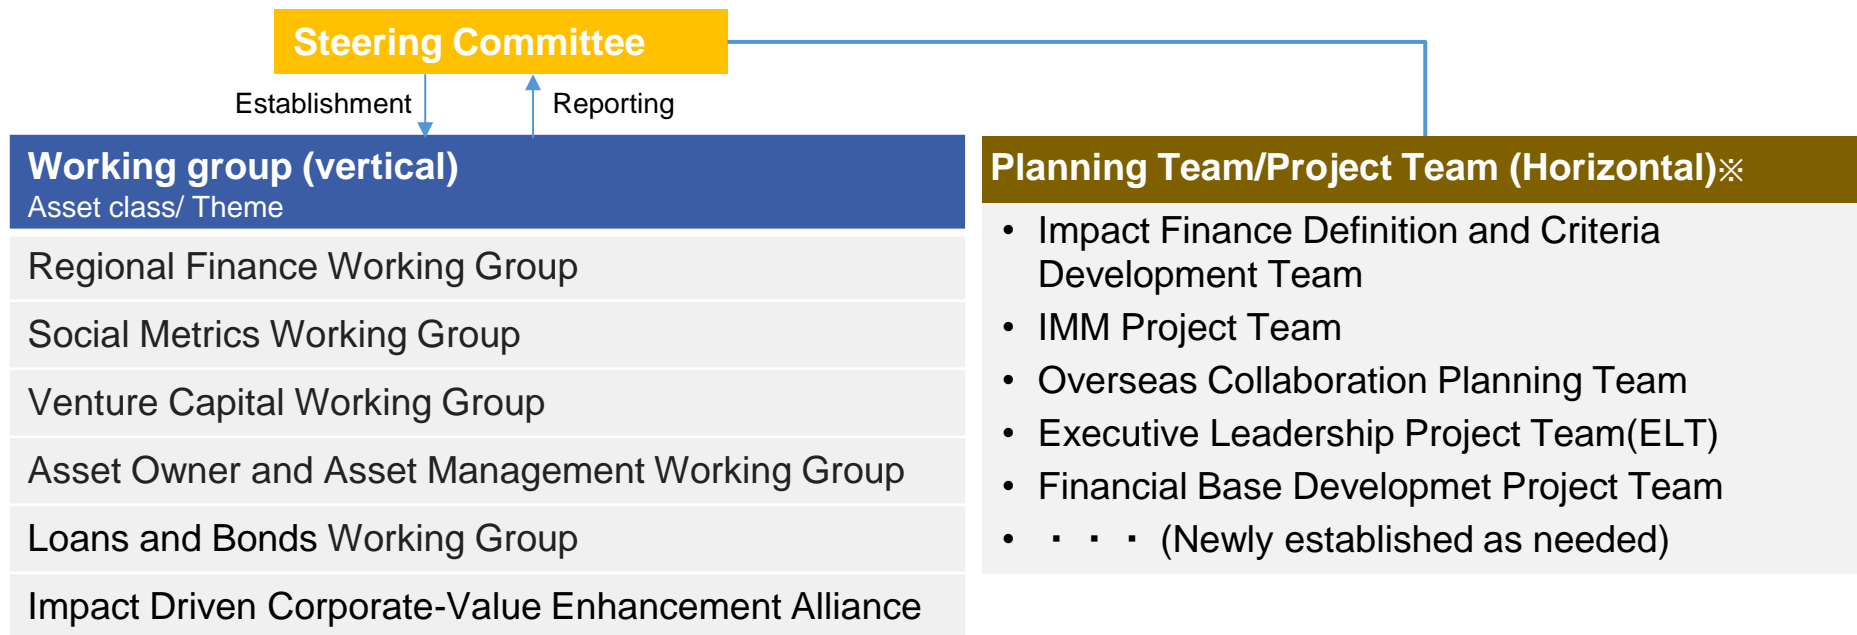 Steering Committee
Establishment
Reporting
Working group (vertical)
Asset class/ Theme
Regional Finance Working Group
Social Metrics Working Group
Venture Capital Working Group
Asset Owner and Asset Management Working Group
Loans and Bonds Working Group
Impact Driven Corporate-Value Enhancement Alliance
Planning Team/Project Team (Horizontal)※
• Impact Finance Definition and Criteria
Development Team
• IMM Project Team
• Overseas Collaboration Planning Team
• Executive Leadership Project Team(ELT)
• Financial Base Developmet Project Team
• ・・・ (Newly established as needed)